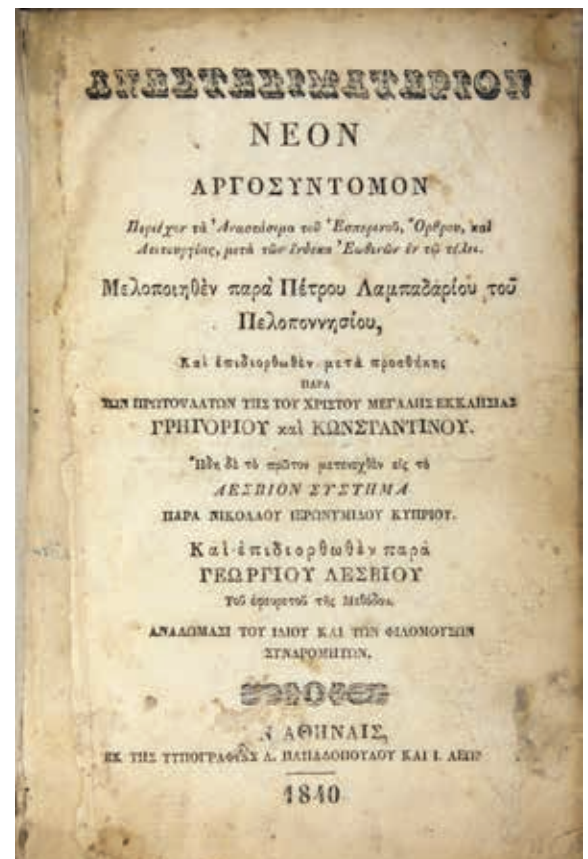 ΑΝΑΣΤΑΣΙΜΑΤΑΡΙΟΝ
ΝΕΟΝ
ΑΡΓΟΣΥΝΤΟΜΟΝ
Περιέχον τὰ Ἀναστάσιμα τοῦ Ἑσπερινοῦ, Ὄρθρου, καὶ
Λειτουργίας, μετὰ τῶν ἕνδεκα Ἑωθινῶν ἐν τῷ τέλει.
Μελοποιηθὲν παρὰ Πέτρου Λαμπαδαρίου τοῦ
Πελοποννησίου,
Καὶ ἐπιδιορθωθὲν μετὰ προσθήκης
ΠΑΡΑ
ΤΩΝ ΠΡΩΤΟΨΑΛΤΩΝ ΤΗΣ ΤΟΥ ΧΡΙΣΤΟΥ ΜΕΓΑΛΗΣ ΕΚΚΛΗΣΙΑΣ
ΓΡΗΓΟΡΙΟΥ καὶ ΚΩΝΣΤΑΝΤΙΝΟΥ.
Ἤδη δὲ τὸ πρῶτον μετενεχθὲν εἰς τὸ
ΛΕΣΒΙΟΝ ΣΥΣΤΗΜΑ
ΠΑΡΑ ΝΙΚΟΛΑΟΥ ΙΕΡΩΝΥΜΙΔΟΥ ΚΥΠΡΙΟΥ.
Καὶ ἐπιδιορθωθὲν παρὰ
ΓΕΩΡΓΙΟΥ ΛΕΣΒΙΟΥ
Τοῦ ἐφευρετοῦ τῆς Μεθόδου.
ΑΝΑΛΩΜΑΣΙ ΤΟΥ ΙΔΙΟΥ ΚΑΙ ΤΩΝ ΦΙΛΟΜΟΥΣΩΝ
ΣΥΝΔΡΟΜΗΤΩΝ.
Ν ΑΘΗΝΑΙΣ,
ΕΚ ΤΗΣ ΤΥΠΟΓΡΑΦΙΑΣ Α. ΠΑΠΑΔΟΠΟΥΛΟΥ ΚΑΙ Ι.
1840